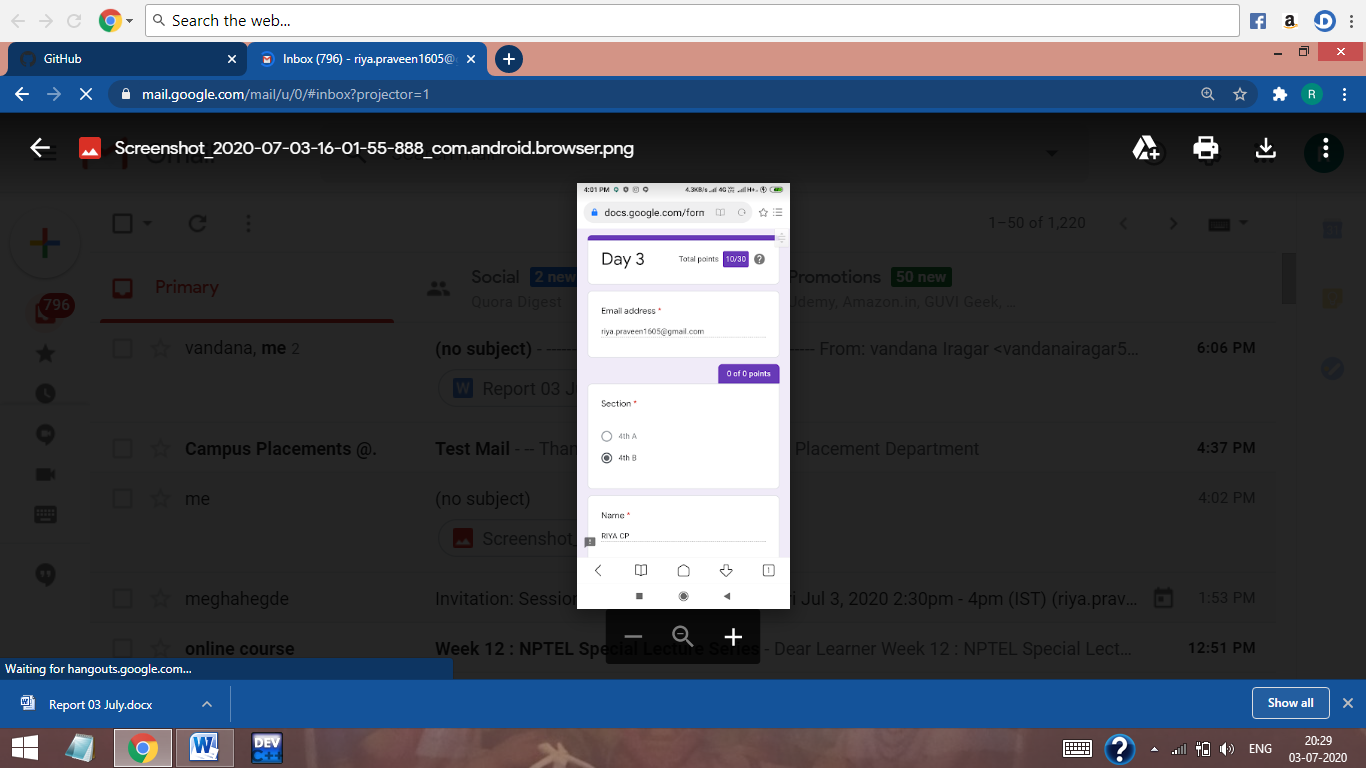 Search the web...
GitHub
Inbox (796) - riya.praveen1605@
mail.google.com/mail/u/0/#inbox?projector=1
R
Screenshot_2020-07-03-16-01-55-888_com.android.browser.png
1–50 of 1,220
796
Primary
Social 2 new
Quora Digest
Promotions 50 new
Udemy, Amazon.in, GUVI Geek, ...
4:01 PM 4.3KB/s 4G H+
docs.google.com/forn
Day 3
Total points 10/30
Email address *
riya.praveen1605@gmail.com
0 of 0 points
Section *
4th A
4th B
Name *
RIYA CP
vandana, me 2 (no subject) - From: vandana Iragar <vandanairagar5... 6:06 PM
W Report 03 J
Campus Placements @. Test Mail - -- Than Placement Department 4:37 PM
me (no subject) 4:02 PM
Screenshot_
meghahegde Invitation: Session ri Jul 3, 2020 2:30pm - 4pm (IST) (riya.prav... 1:53 PM
online course Week 12 : NPTEL Special Lecture Series - Dear Learner Week 12 : NPTEL Special Lect... 12:51 PM
Waiting for hangouts.google.com...
Report 03 July.docx
Show all
DEV C++
ENG
20:29
03-07-2020